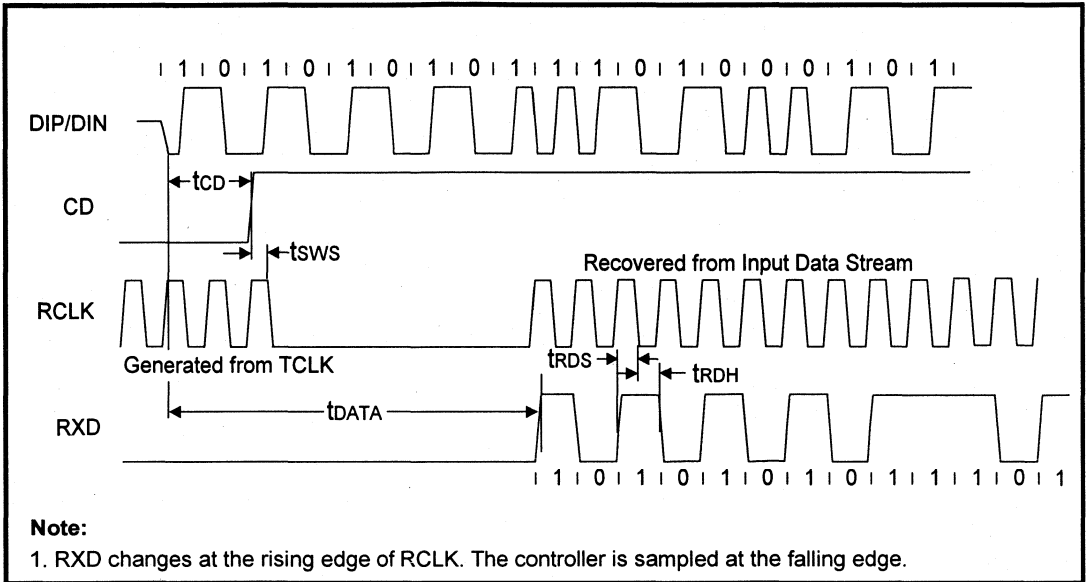 1 0 1 0 1 0 1 0 1 1 1 0 1 0 0 0 1 0 1
DIP/DIN
tCD
CD
tSWS
Recovered from Input Data Stream
RCLK
Generated from TCLK
tRDS
tRDH
tDATA
RXD
1 1 0 1 0 1 0 1 0 1 1 1 0 1
Note:
1. RXD changes at the rising edge of RCLK. The controller is sampled at the falling edge.